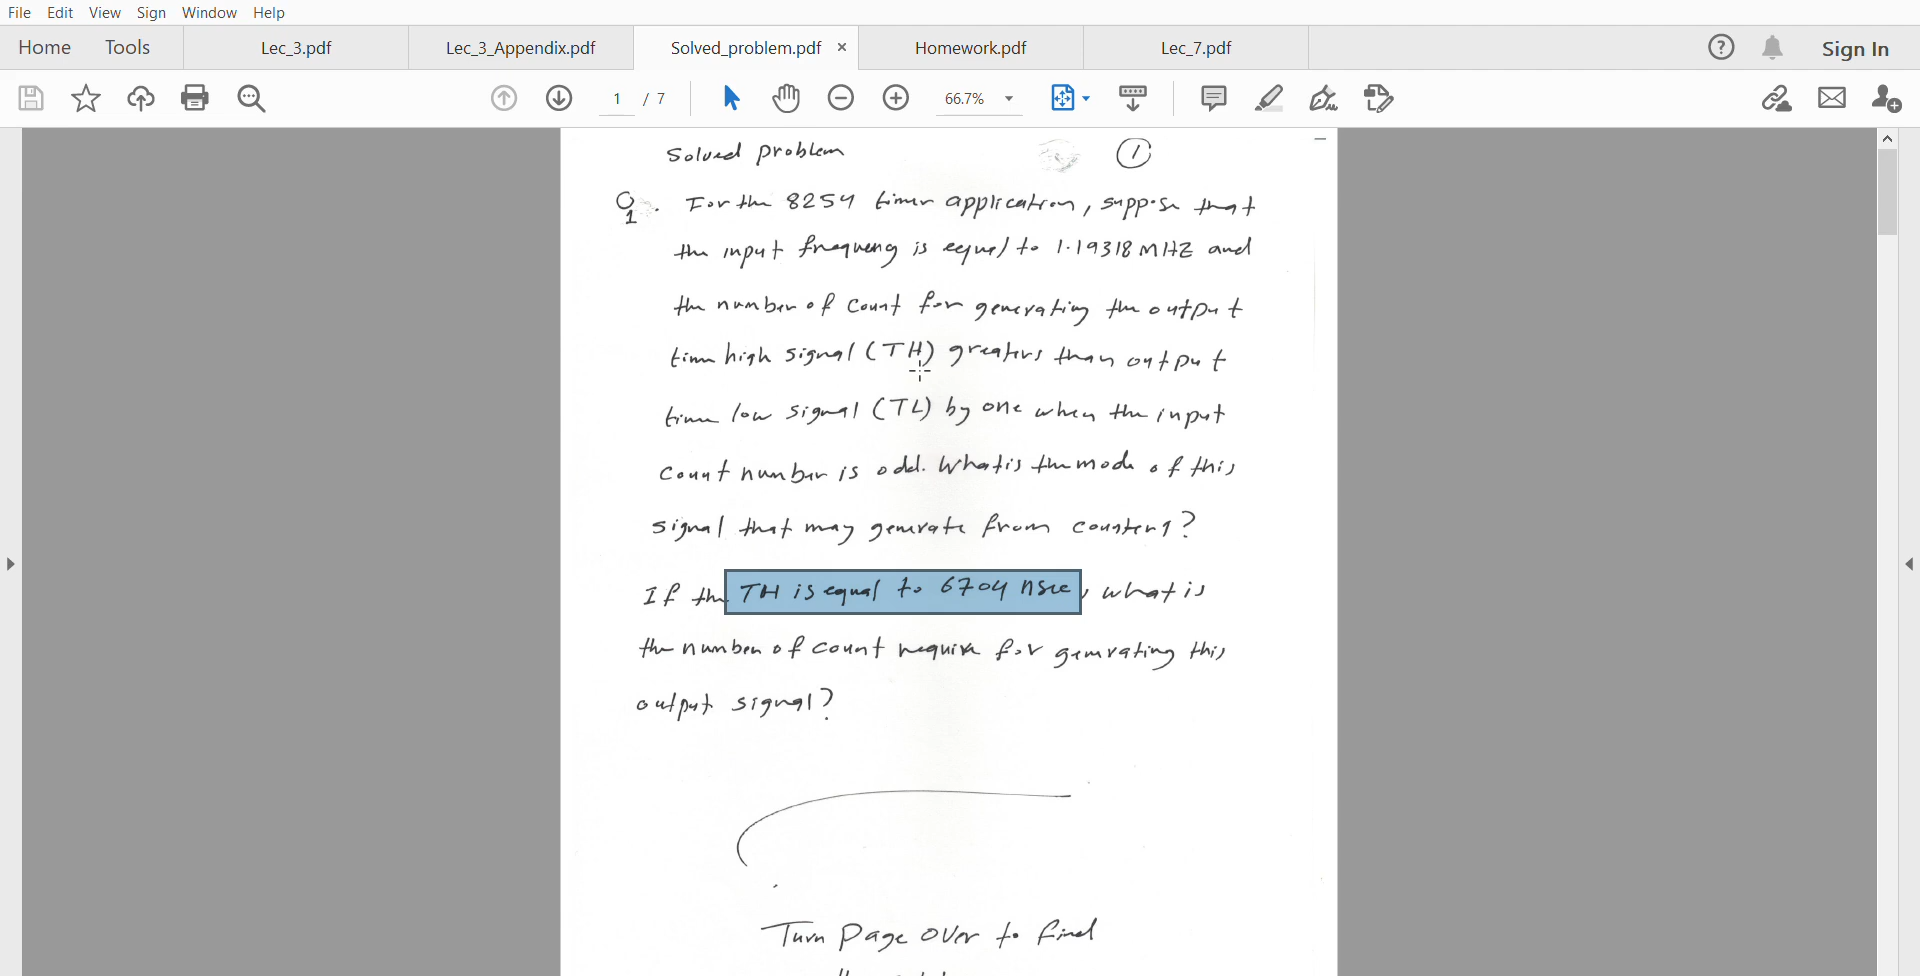 File Edit View Sign Window Help
Home Tools Lec_3.pdf Lec_3_Appendix.pdf Solved_problem.pdf × Homework.pdf Lec_7.pdf Sign In
1 / 7 66.7%
Solved problem 1
Q1. For the 8254 timer application, suppose that
the input frequency is equal to 1.19318 MHZ and
the number of count for generating the output
time high signal (TH) greaters than output
time low signal (TL) by one when the input
count number is odd. What is the mode of this
signal that may generate from counter 1?
If the TH is equal to 6704 nsec, what is
the number of count require for generating this
output signal?
Turn Page over to find